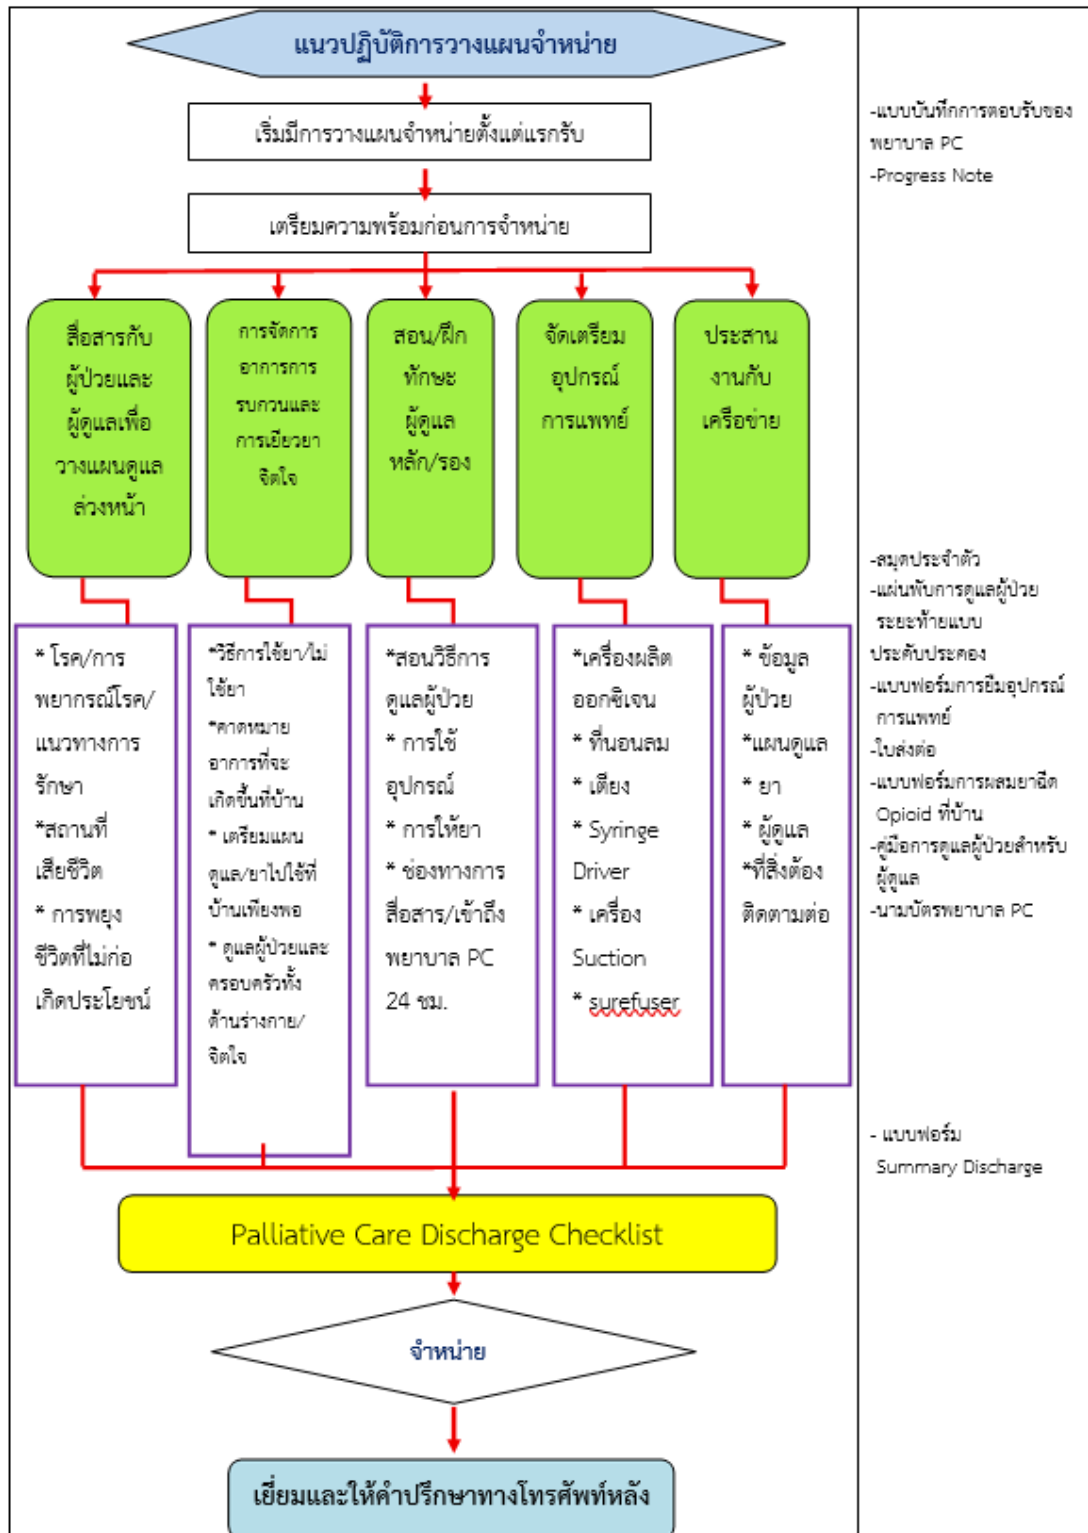 แนวปฏิบัติการวางแผนจำหน่าย
เริ่มมีการวางแผนจำหน่ายตั้งแต่แรกรับ
เตรียมความพร้อมก่อนการจำหน่าย
สื่อสารกับ
ผู้ป่วยและ
ผู้ดูแลเพื่อ
วางแผนดูแล
ล่วงหน้า
การจัดการ
อาการการ
รบกวนและ
การเยียวยา
จิตใจ
สอน/ฝึก
ทักษะ
ผู้ดูแล
หลัก/รอง
จัดเตรียม
อุปกรณ์
การแพทย์
ประสาน
งานกับ
เครือข่าย
* โรค/การ
พยากรณ์โรค/
แนวทางการ
รักษา
*สถานที่
เสียชีวิต
* การพยุง
ชีวิตที่ไม่ก่อ
เกิดประโยชน์
*วิธีการใช้ยา/ไม่
ใช้ยา
*คาดหมาย
อาการที่จะ
เกิดขึ้นที่บ้าน
* เตรียมแผน
ดูแล/ยาไปใช้ที่
บ้านเพียงพอ
* ดูแลผู้ป่วยและ
ครอบครัวทั้ง
ด้านร่างกาย/
จิตใจ
*สอนวิธีการ
ดูแลผู้ป่วย
* การใช้
อุปกรณ์
* การให้ยา
* ช่องทางการ
สื่อสาร/เข้าถึง
พยาบาล PC
24 ชม.
*เครื่องผลิต
ออกซิเจน
* ที่นอนลม
* เตียง
* Syringe
Driver
* เครื่อง
Suction
* surefuser
* ข้อมูล
ผู้ป่วย
*แผนดูแล
* ยา
* ผู้ดูแล
*ที่สิ่งต้อง
ติดตามต่อ
Palliative Care Discharge Checklist
จำหน่าย
เยี่ยมและให้คำปรึกษาทางโทรศัพท์หลัง
-แบบบันทึกการตอบรับของ
พยาบาล PC
-Progress Note
-สมุดประจำตัว
-แผ่นพับการดูแลผู้ป่วย
ระยะท้ายแบบ
ประคับประคอง
-แบบฟอร์มการยืมอุปกรณ์
การแพทย์
-ใบส่งต่อ
-แบบฟอร์มการผสมยาฉีด
Opioid ที่บ้าน
-คู่มือการดูแลผู้ป่วยสำหรับ
ผู้ดูแล
-นามบัตรพยาบาล PC
- แบบฟอร์ม
Summary Discharge